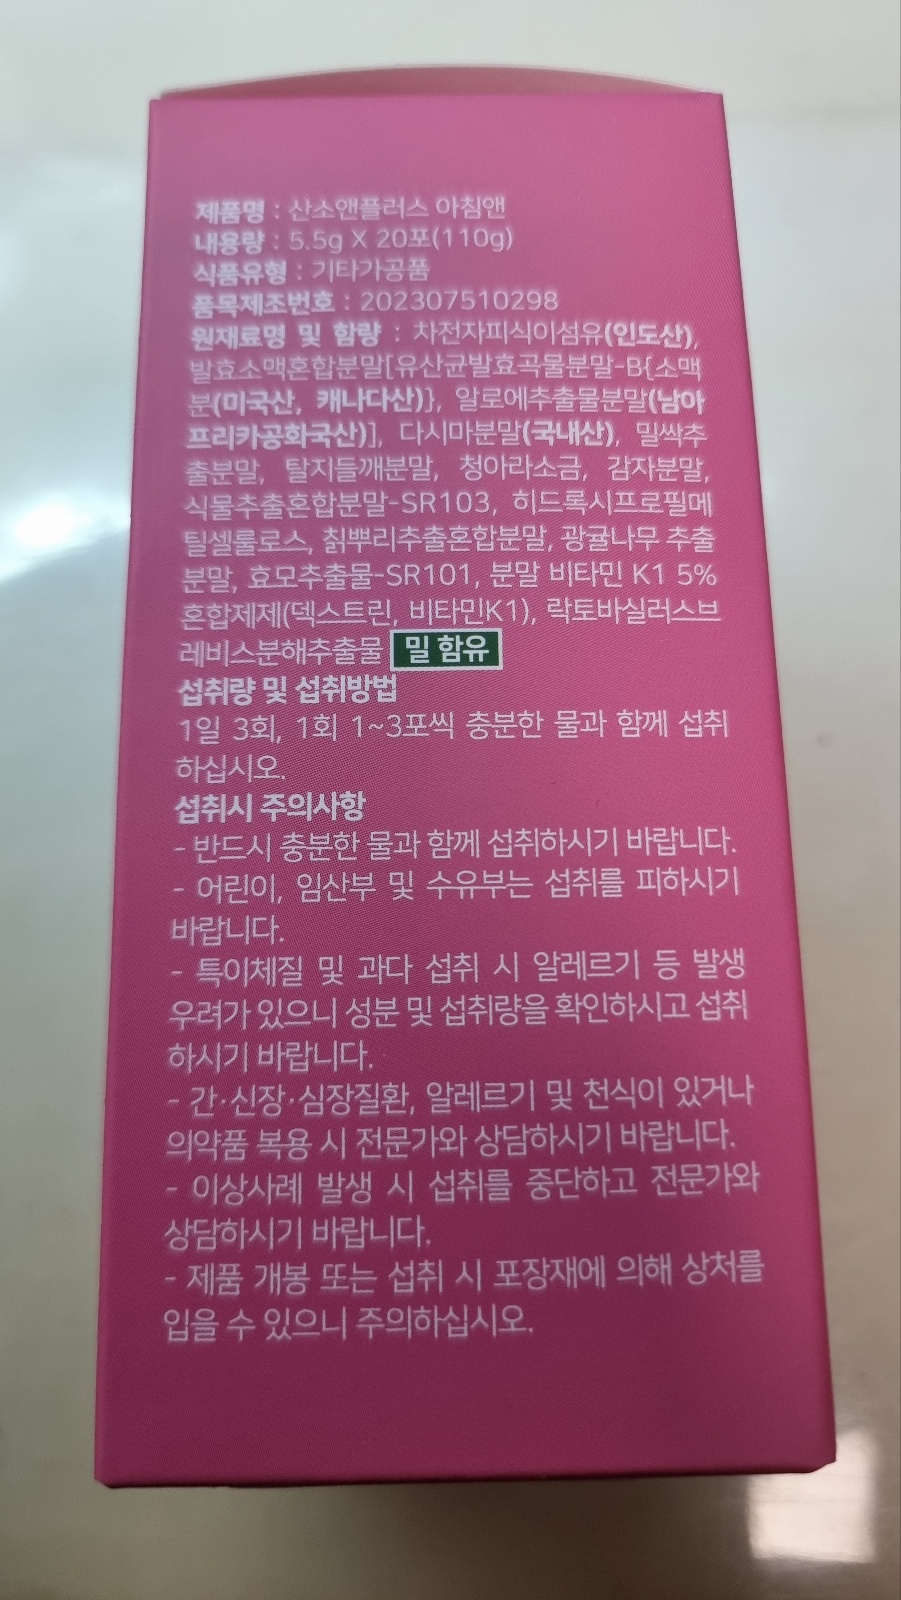 제품명 : 산소앤플러스 아침앤
내용량 : 5.5g X 20포(110g)
식품유형 : 기타가공품
품목제조번호 : 202307510298
원재료명 및 함량 : 차전자피식이섬유(인도산),
발효소맥혼합분말[유산균발효곡물분말-B{소맥
분(미국산, 캐나다산)}, 알로에추출물분말(남아
프리카공화국산)], 다시마분말(국내산), 밀싹추
출분말, 탈지들깨분말, 청아라소금, 감자분말,
식물추출혼합분말-SR103, 히드록시프로필메
틸셀룰로스, 칡뿌리추출혼합분말, 광귤나무 추출
분말, 효모추출물-SR101, 분말 비타민 K1 5%
혼합제제(덱스트린, 비타민K1), 락토바실러스브
레비스분해추출물 밀 함유
섭취량 및 섭취방법
1일 3회, 1회 1~3포씩 충분한 물과 함께 섭취
하십시오.
섭취시 주의사항
- 반드시 충분한 물과 함께 섭취하시기 바랍니다.
- 어린이, 임산부 및 수유부는 섭취를 피하시기
바랍니다.
- 특이체질 및 과다 섭취 시 알레르기 등 발생
우려가 있으니 성분 및 섭취량을 확인하시고 섭취
하시기 바랍니다.
- 간·신장·심장질환, 알레르기 및 천식이 있거나
의약품 복용 시 전문가와 상담하시기 바랍니다.
- 이상사례 발생 시 섭취를 중단하고 전문가와
상담하시기 바랍니다.
- 제품 개봉 또는 섭취 시 포장재에 의해 상처를
입을 수 있으니 주의하십시오.